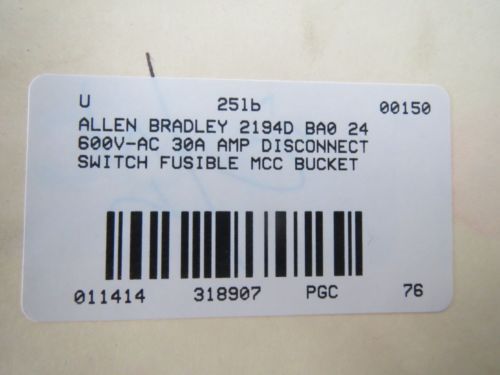 U 25lb 00150
ALLEN BRADLEY 2194D BA0 24
600V-AC 30A AMP DISCONNECT
SWITCH FUSIBLE MCC BUCKET
011414 318907 PGC 76